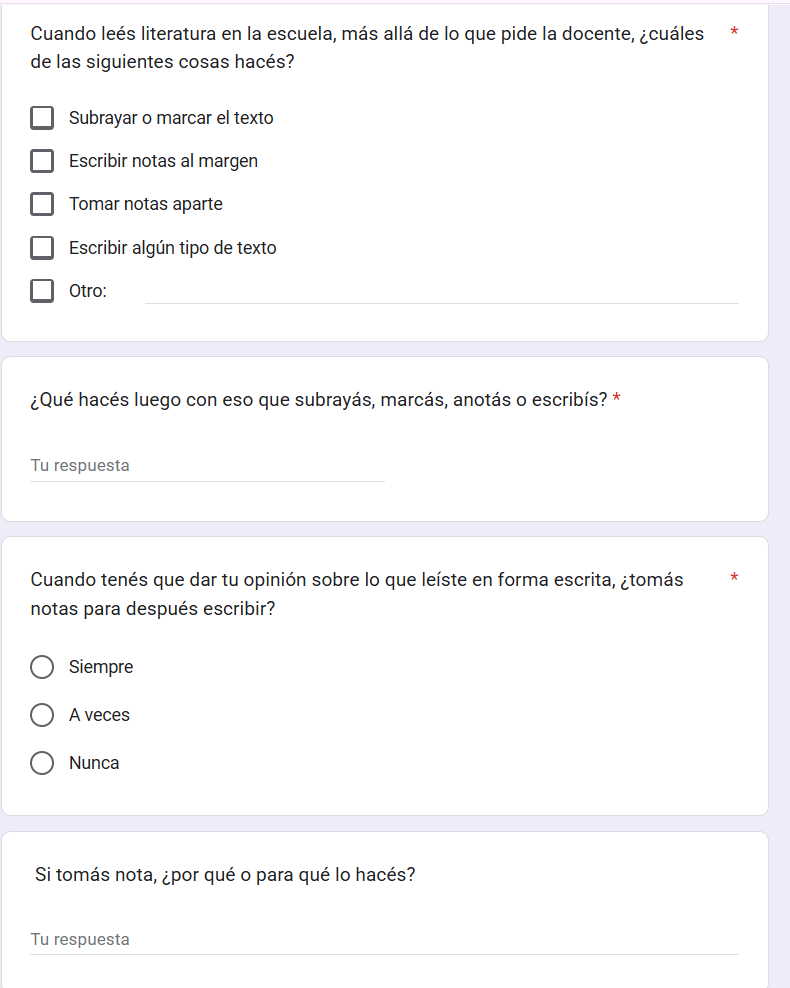 Cuando leés literatura en la escuela, más allá de lo que pide la docente, ¿cuáles *
de las siguientes cosas hacés?
Subrayar o marcar el texto
Escribir notas al margen
Tomar notas aparte
Escribir algún tipo de texto
Otro:
¿Qué hacés luego con eso que subrayás, marcás, anotás o escribís? *
Tu respuesta
Cuando tenés que dar tu opinión sobre lo que leíste en forma escrita, ¿tomás *
notas para después escribir?
Siempre
A veces
Nunca
Si tomás nota, ¿por qué o para qué lo hacés?
Tu respuesta